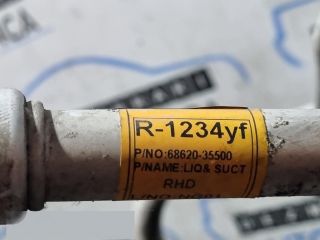 R-1234yf
P/NO:68620-35500
P/NAME:LIQ& SUCT
RHD